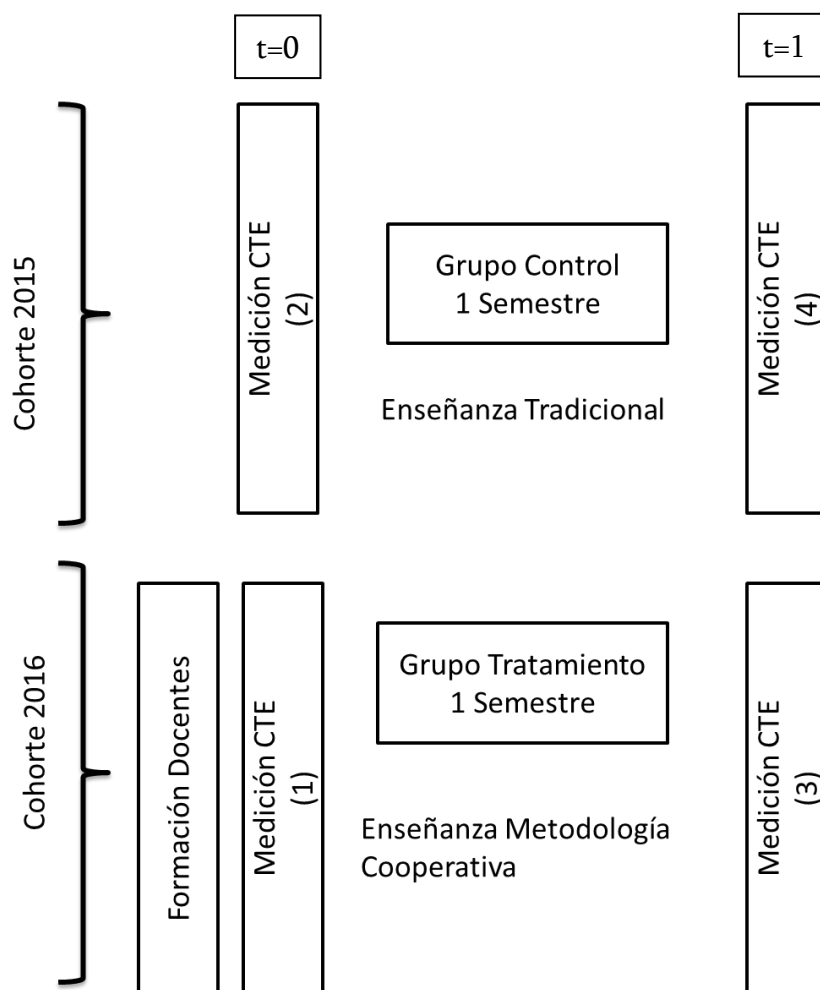 t=0
t=1
Cohorte 2015
Medición CTE
(2)
Grupo Control
1 Semestre
Enseñanza Tradicional
Medición CTE
(4)
Cohorte 2016
Formación Docentes
Medición CTE
(1)
Grupo Tratamiento
1 Semestre
Enseñanza Metodología
Cooperativa
Medición CTE
(3)